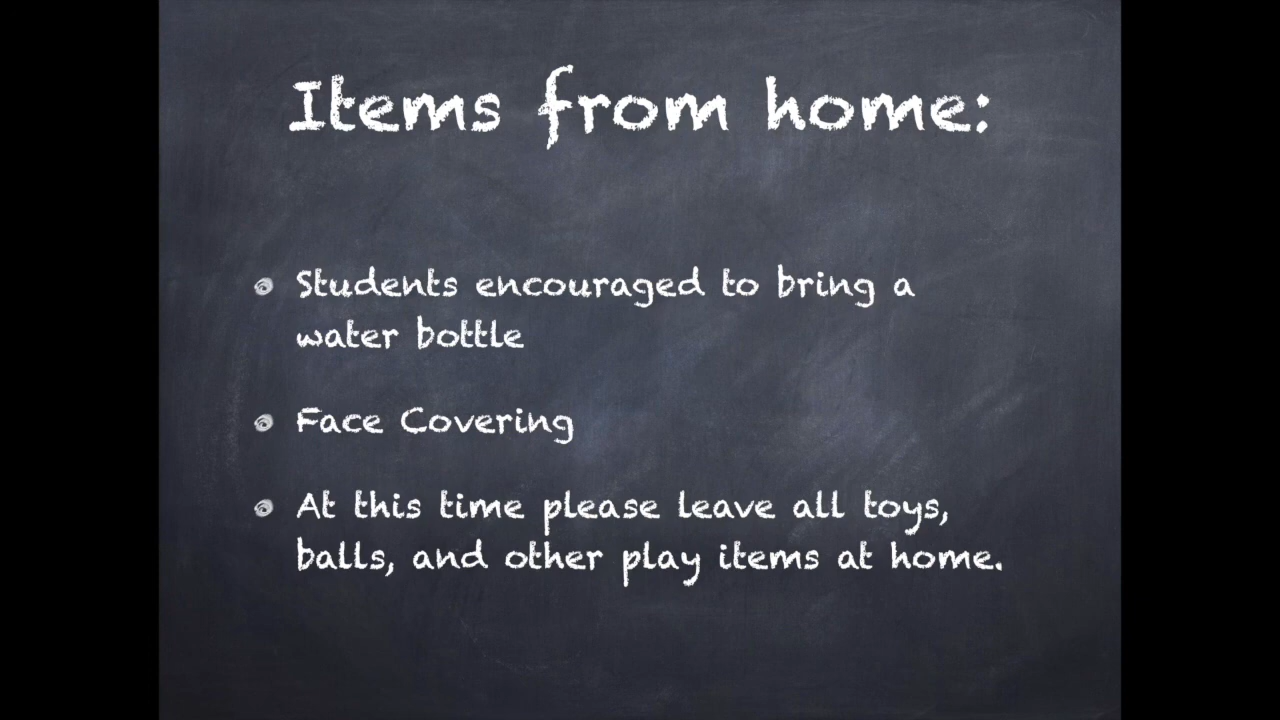 Items from home:
Students encouraged to bring a
water bottle
Face Covering
At this time please leave all toys,
balls, and other play items at home.